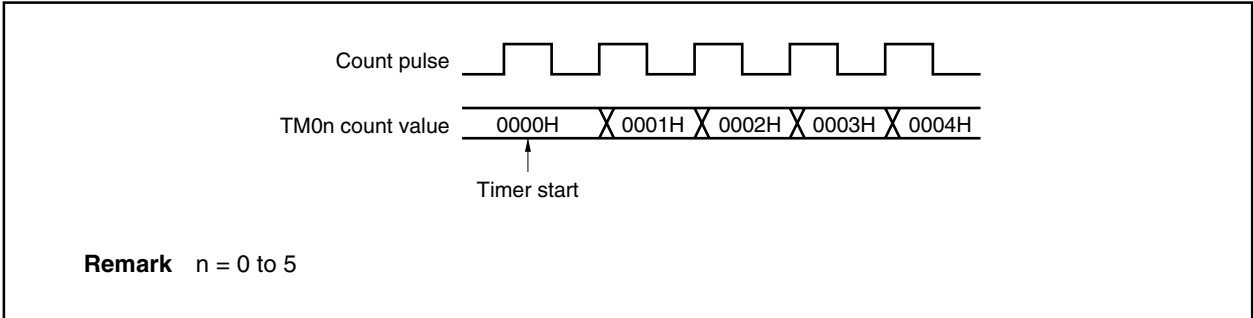 Count pulse
TM0n count value 0000H 0001H 0002H 0003H 0004H
Timer start
Remark n = 0 to 5